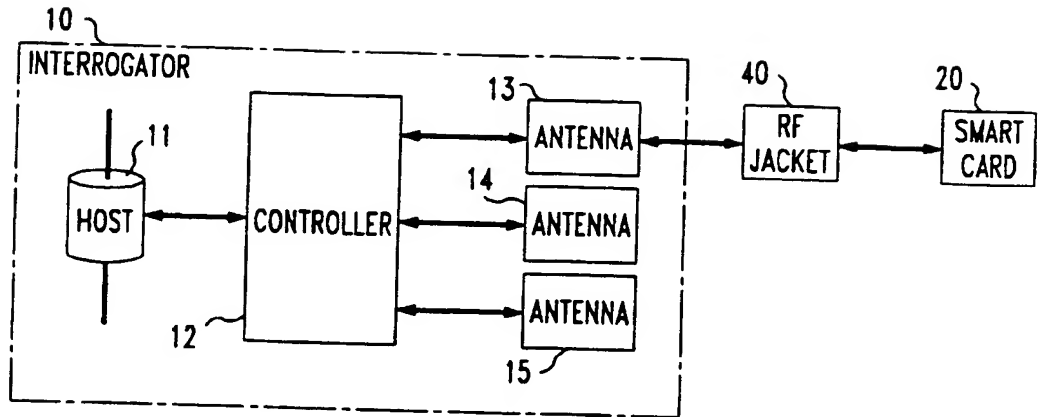 10
INTERROGATOR
11
HOST
CONTROLLER
12
13
ANTENNA
14
ANTENNA
ANTENNA
15
40
RF
JACKET
20
SMART
CARD